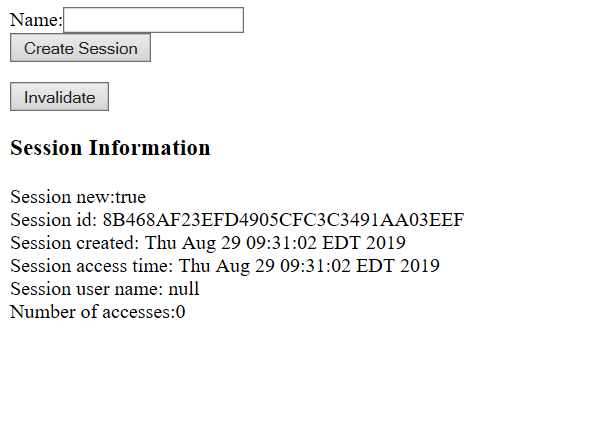 Name:
Create Session
Invalidate
Session Information
Session new:true
Session id: 8B468AF23EFD4905CFC3C3491AA03EEF
Session created: Thu Aug 29 09:31:02 EDT 2019
Session access time: Thu Aug 29 09:31:02 EDT 2019
Session user name: null
Number of accesses:0